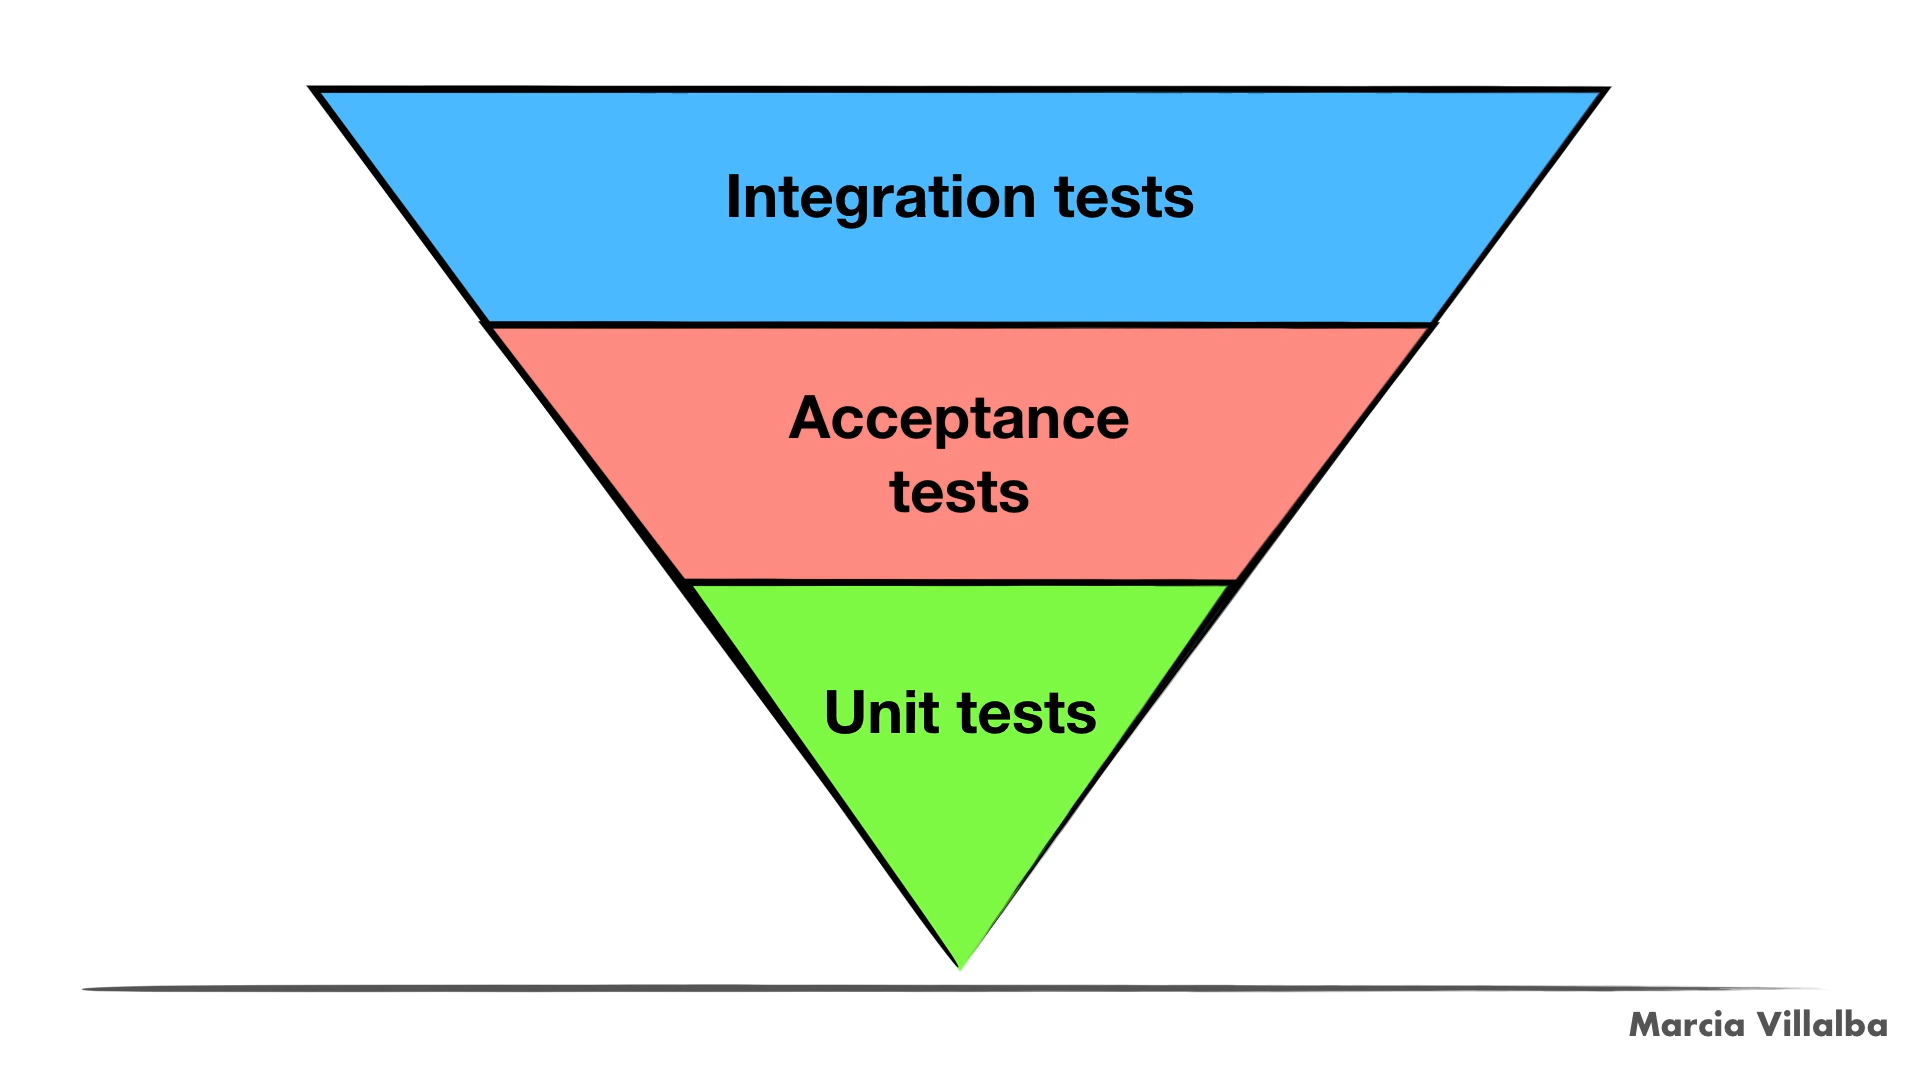 Integration tests
Acceptance
tests
Unit tests
Marcia Villalba